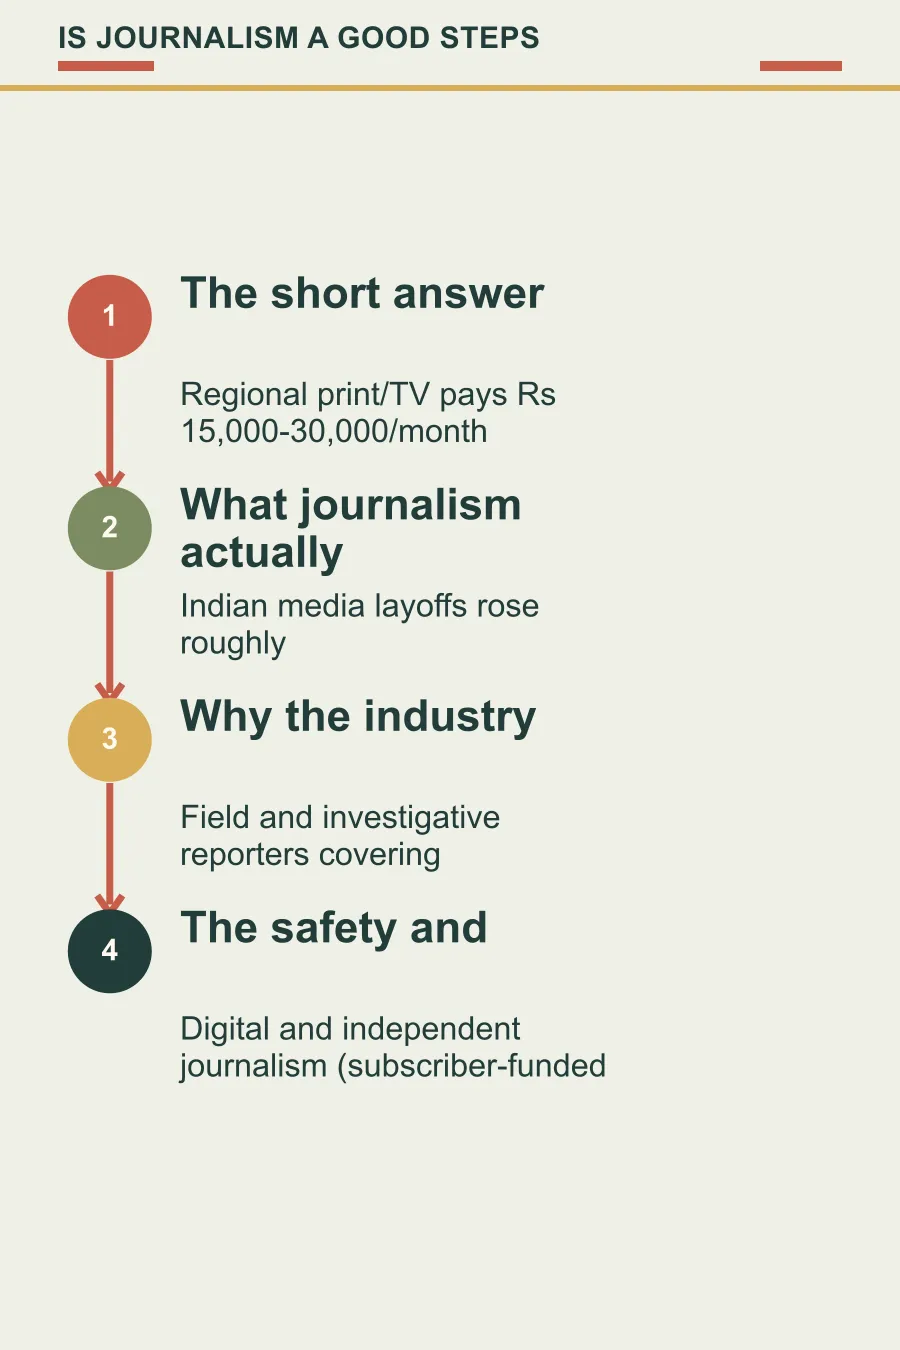 IS JOURNALISM A GOOD STEPS
1
The short answer
Regional print/TV pays Rs
15,000-30,000/month
2
What journalism
actually
Indian media layoffs rose
roughly
3
Why the industry
Field and investigative
reporters covering
4
The safety and
Digital and independent
journalism (subscriber-funded